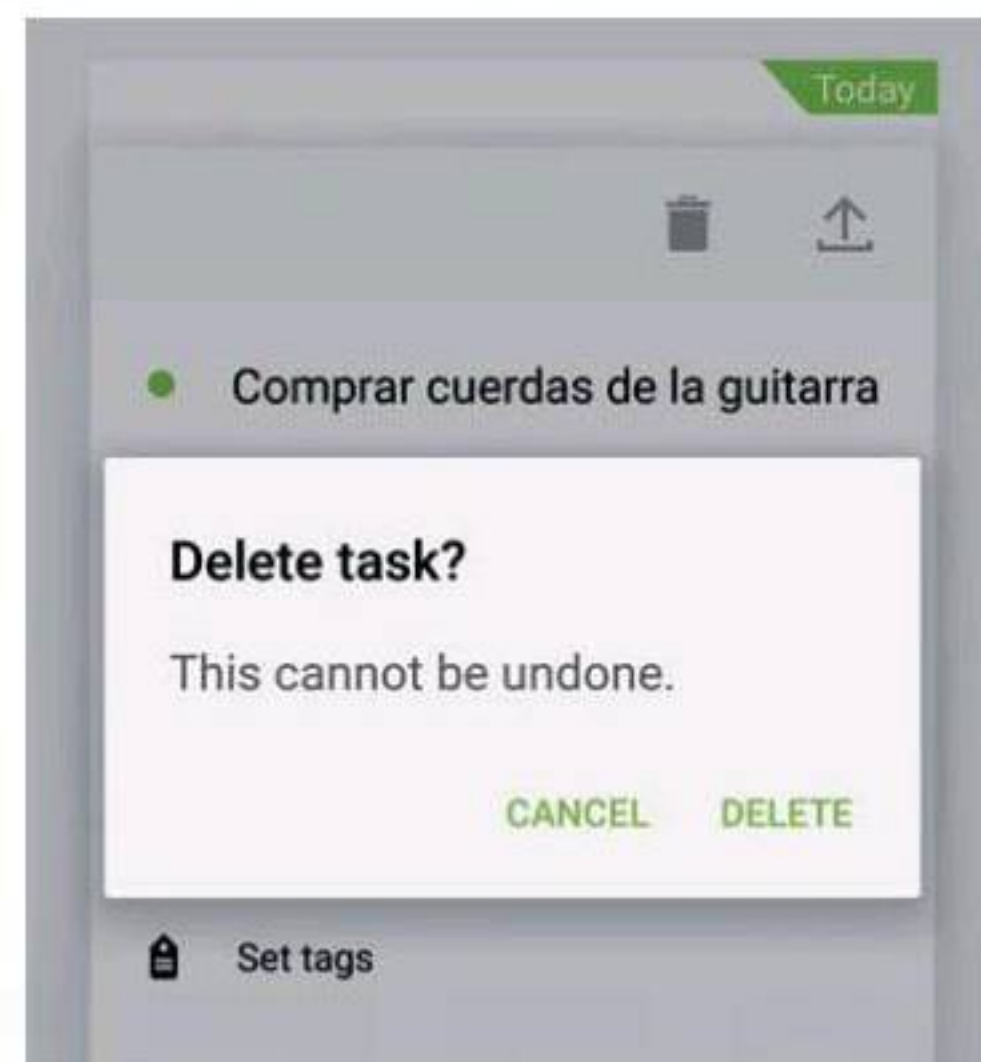 Today
Comprar cuerdas de la guitarra
Delete task?
This cannot be undone.
CANCEL DELETE
Set tags